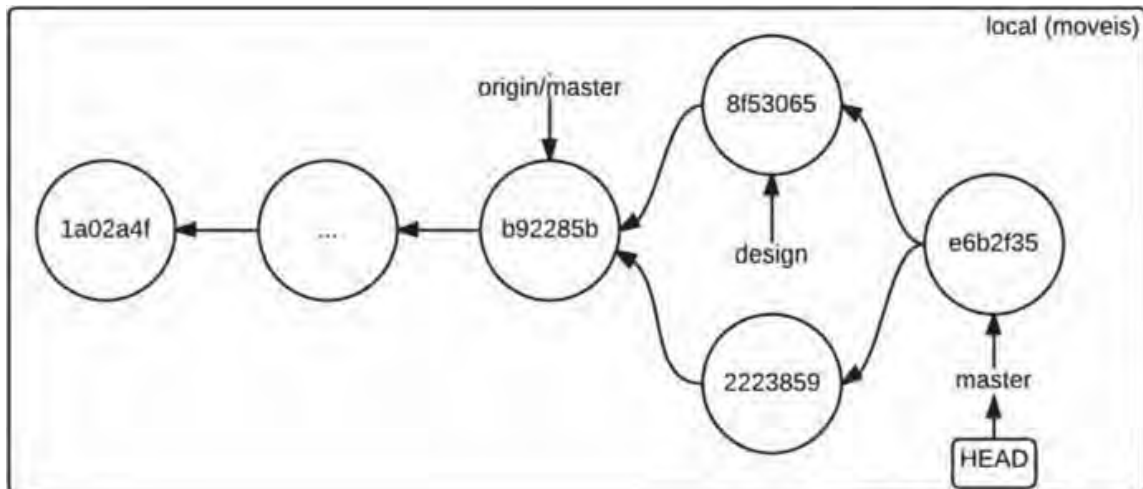 local (moveis)
origin/master
8f53065
1a02a4f
...
b92285b
design
e6b2f35
2223859
master
HEAD